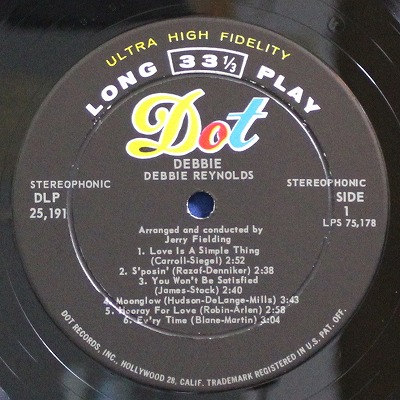 ULTRA HIGH FIDELITY
LONG 33 1/3 PLAY
Dot
DEBBIE
DEBBIE REYNOLDS
STEREOPHONIC
DLP
25,191
STEREOPHONIC
SIDE
1
LPS 75,178
Arranged and conducted by
Jerry Fielding
1. Love Is A Simple Thing
(Carroll-Siegel) 2:52
2. S'posin' (Razaf-Denniker) 2:38
3. You Won't Be Satisfied
(James-Stock) 2:40
4. Moonglow (Hudson-DeLange-Mills) 3:43
5. Hooray For Love (Robin-Arlen) 2:58
6. Ev'ry Time (Blane-Martin) 3:04
DOT RECORDS, INC., HOLLYWOOD 28, CALIF. TRADEMARK REGISTERED IN U.S. PAT. OFF.